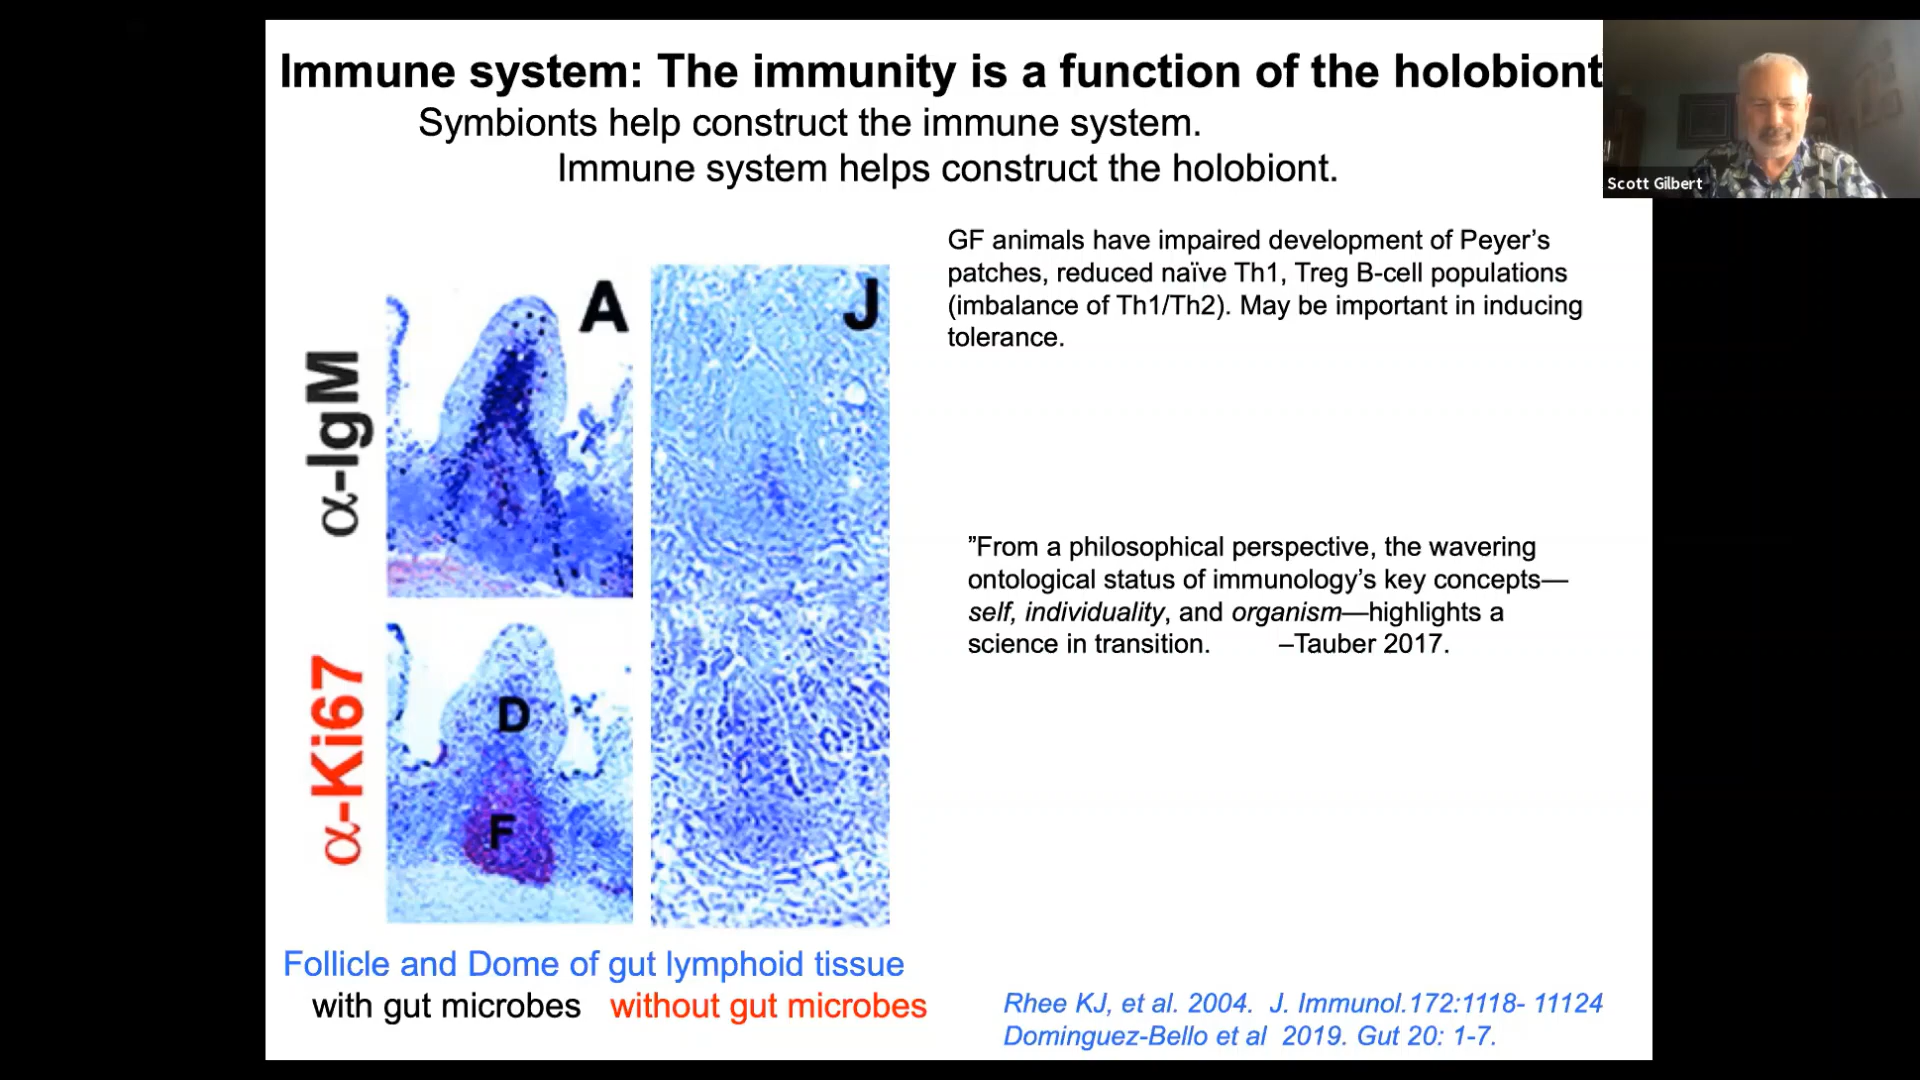 Immune system: The immunity is a function of the holobiont
Symbionts help construct the immune system.
Immune system helps construct the holobiont.
Scott Gilbert
GF animals have impaired development of Peyer’s
patches, reduced naïve Th1, Treg B-cell populations
(imbalance of Th1/Th2). May be important in inducing
tolerance.
A
J
α-IgM
”From a philosophical perspective, the wavering
ontological status of immunology’s key concepts—
self, individuality, and organism—highlights a
science in transition. –Tauber 2017.
α-Ki67
D
F
Follicle and Dome of gut lymphoid tissue
with gut microbes without gut microbes
Rhee KJ, et al. 2004. J. Immunol.172:1118- 11124
Dominguez-Bello et al 2019. Gut 20: 1-7.